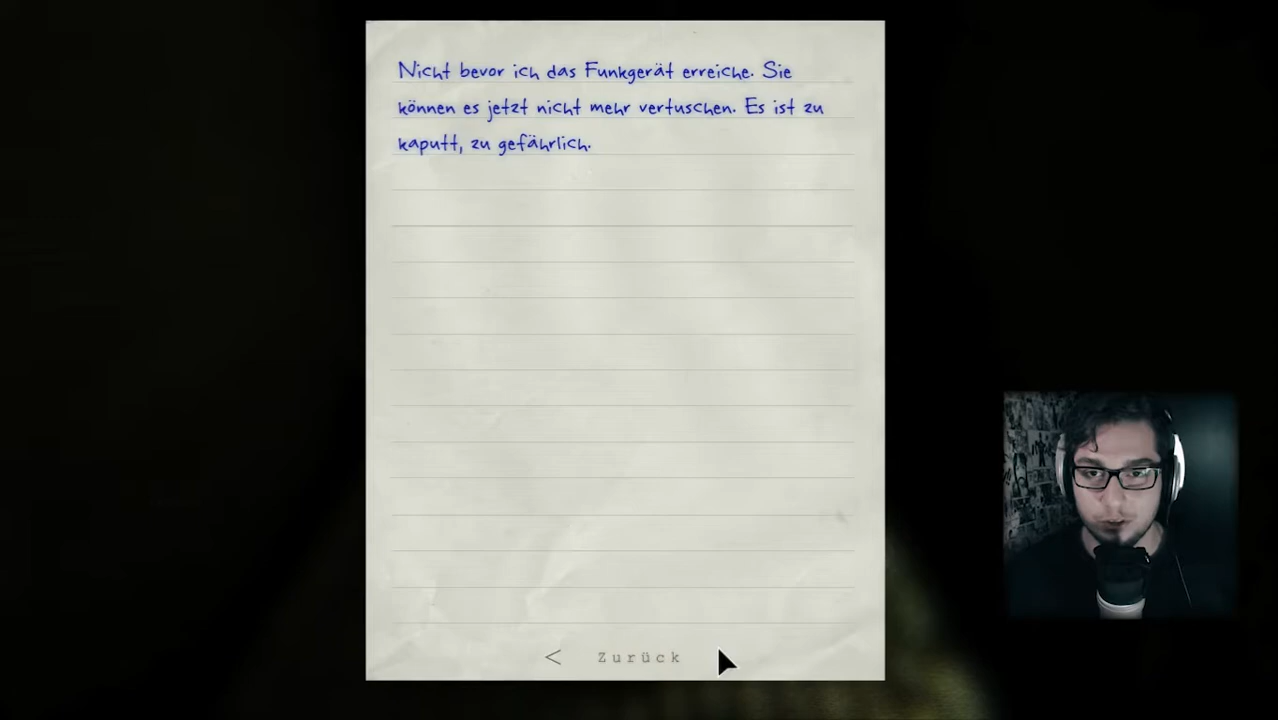 Nicht bevor ich das Funkgerät erreiche. Sie
können es jetzt nicht mehr vertuschen. Es ist zu
kaputt, zu gefährlich.
< Zurück